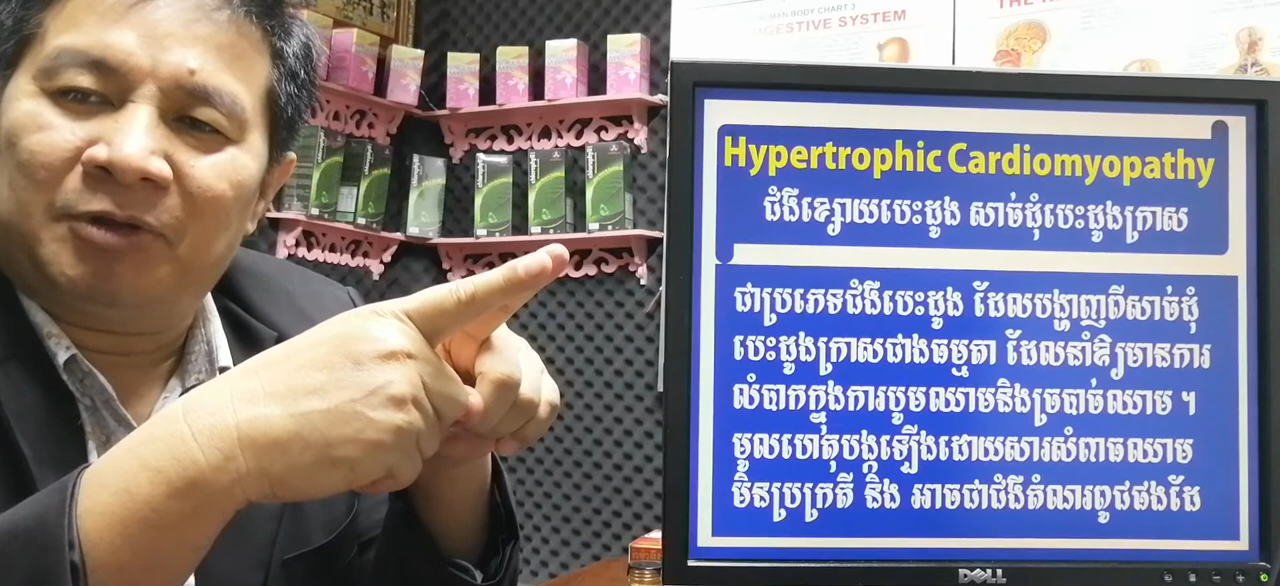 HUMAN BODY CHART 3
DIGESTIVE SYSTEM
Hypertrophic Cardiomyopathy
ជំងឺខ្សោយបេះដូង សាច់ដុំបេះដូងក្រាស
ជាប្រភេទជំងឺបេះដូង ដែលបង្ហាញពីសាច់ដុំ
បេះដូងក្រាសជាងធម្មតា ដែលនាំឱ្យមានការ
លំបាកក្នុងការបូមឈាមនិងច្របាច់ឈាម ។
មូលហេតុបង្កឡើងដោយសារសំពាធឈាម
មិនប្រក្រតី និង អាចជាជំងឺតំណរពូជផងដែ
DELL